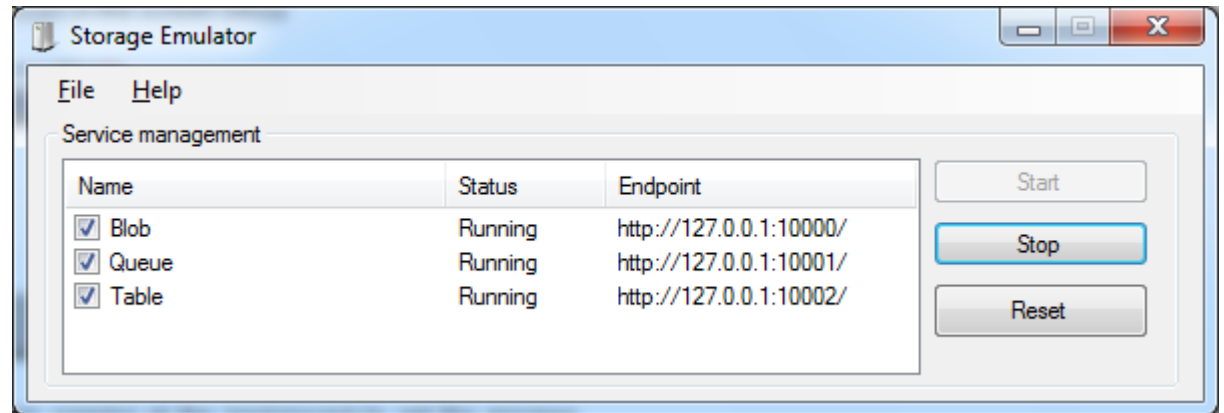 Storage Emulator
File Help
Service management
Name Status Endpoint
Blob Running http://127.0.0.1:10000/
Queue Running http://127.0.0.1:10001/
Table Running http://127.0.0.1:10002/
Start
Stop
Reset